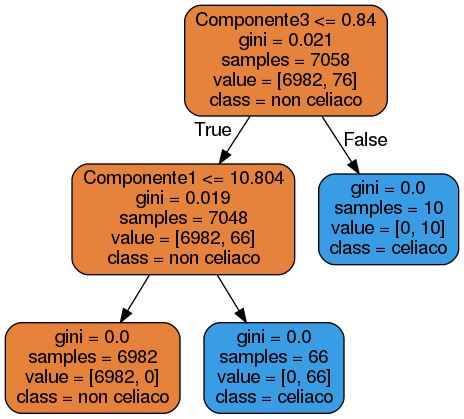 Componente3 <= 0.84
gini = 0.021
samples = 7058
value = [6982, 76]
class = non celiaco
True
False
Componente1 <= 10.804
gini = 0.019
samples = 7048
value = [6982, 66]
class = non celiaco
gini = 0.0
samples = 10
value = [0, 10]
class = celiaco
gini = 0.0
samples = 6982
value = [6982, 0]
class = non celiaco
gini = 0.0
samples = 66
value = [0, 66]
class = celiaco